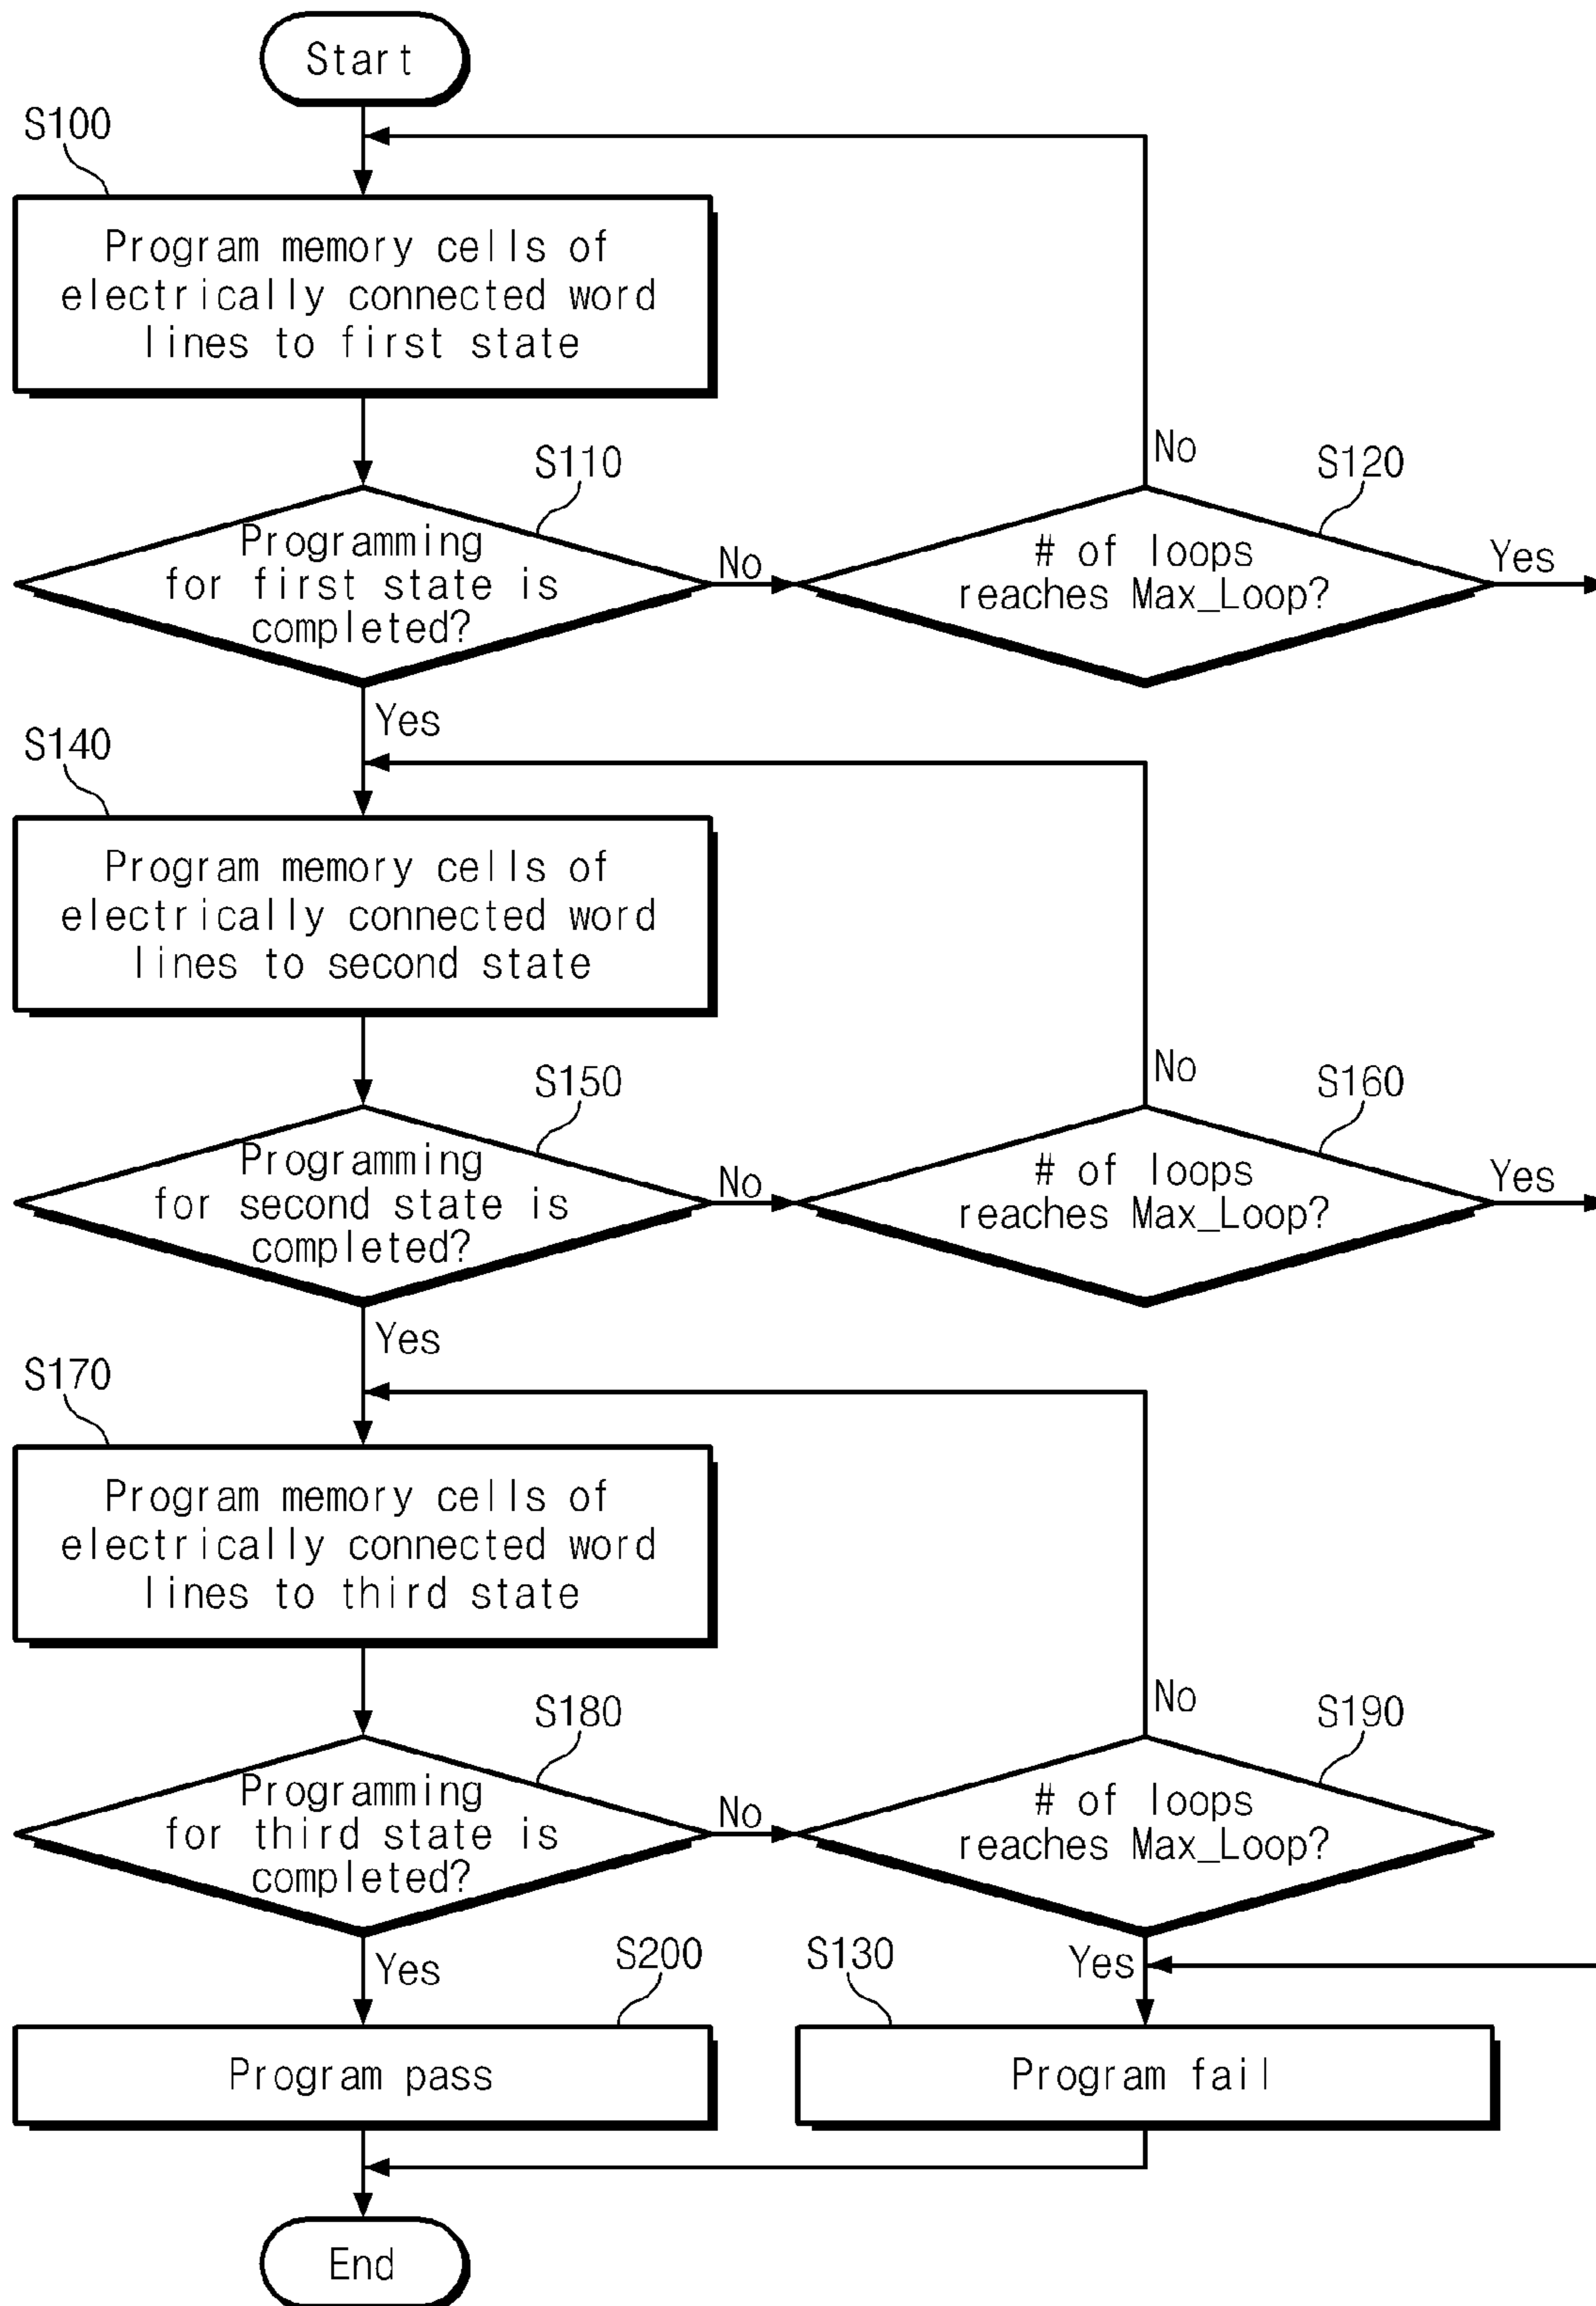 Start
S100
Program memory cells of
electrically connected word
lines to first state
S110
Programming
for first state is
completed?
No
S120
# of loops
reaches Max_Loop?
No
Yes
Yes
S140
Program memory cells of
electrically connected word
lines to second state
S150
Programming
for second state is
completed?
No
S160
# of loops
reaches Max_Loop?
No
Yes
Yes
S170
Program memory cells of
electrically connected word
lines to third state
S180
Programming
for third state is
completed?
No
S190
# of loops
reaches Max_Loop?
No
Yes
Yes
S200
Program pass
S130
Program fail
End